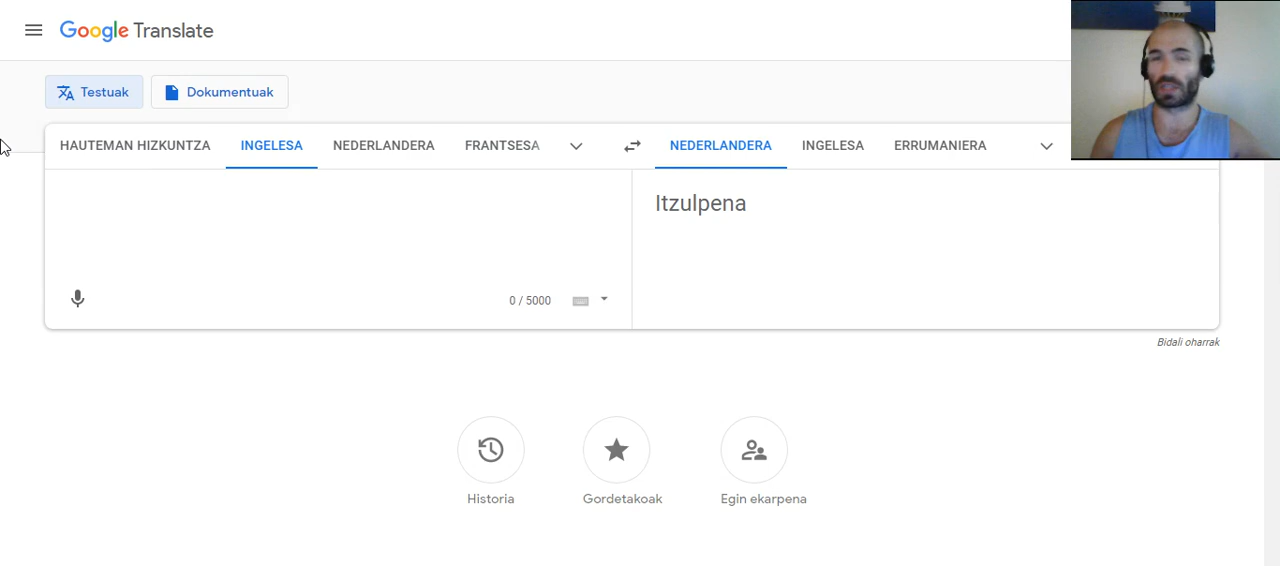 Google Translate
Testuak
Dokumentuak
HAUTEMAN HIZKUNTZA INGELESA NEDERLANDERA FRANTSESA NEDERLANDERA INGELESA ERRUMANIERA
Itzulpena
0 / 5000
Bidali oharrak
Historia
Gordetakoak
Egin ekarpena